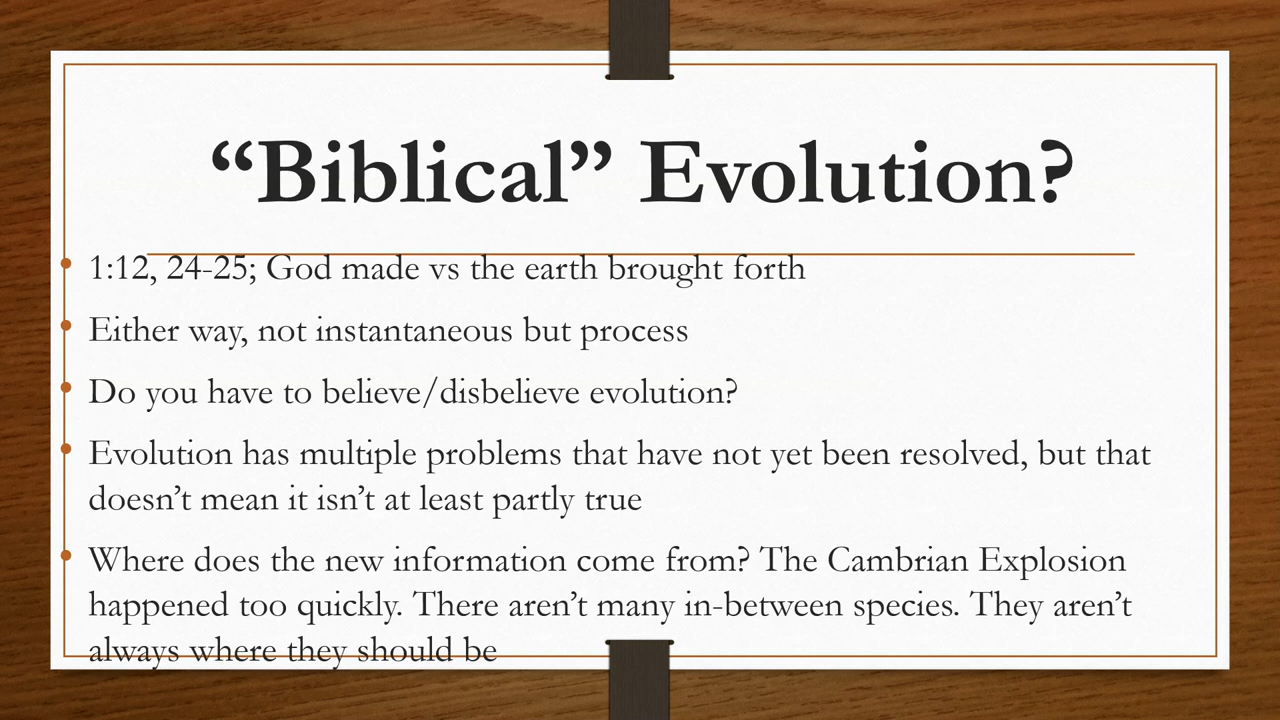 “Biblical” Evolution?
• 1:12, 24-25; God made vs the earth brought forth
• Either way, not instantaneous but process
• Do you have to believe/disbelieve evolution?
• Evolution has multiple problems that have not yet been resolved, but that
doesn’t mean it isn’t at least partly true
• Where does the new information come from? The Cambrian Explosion
happened too quickly. There aren’t many in-between species. They aren’t
always where they should be